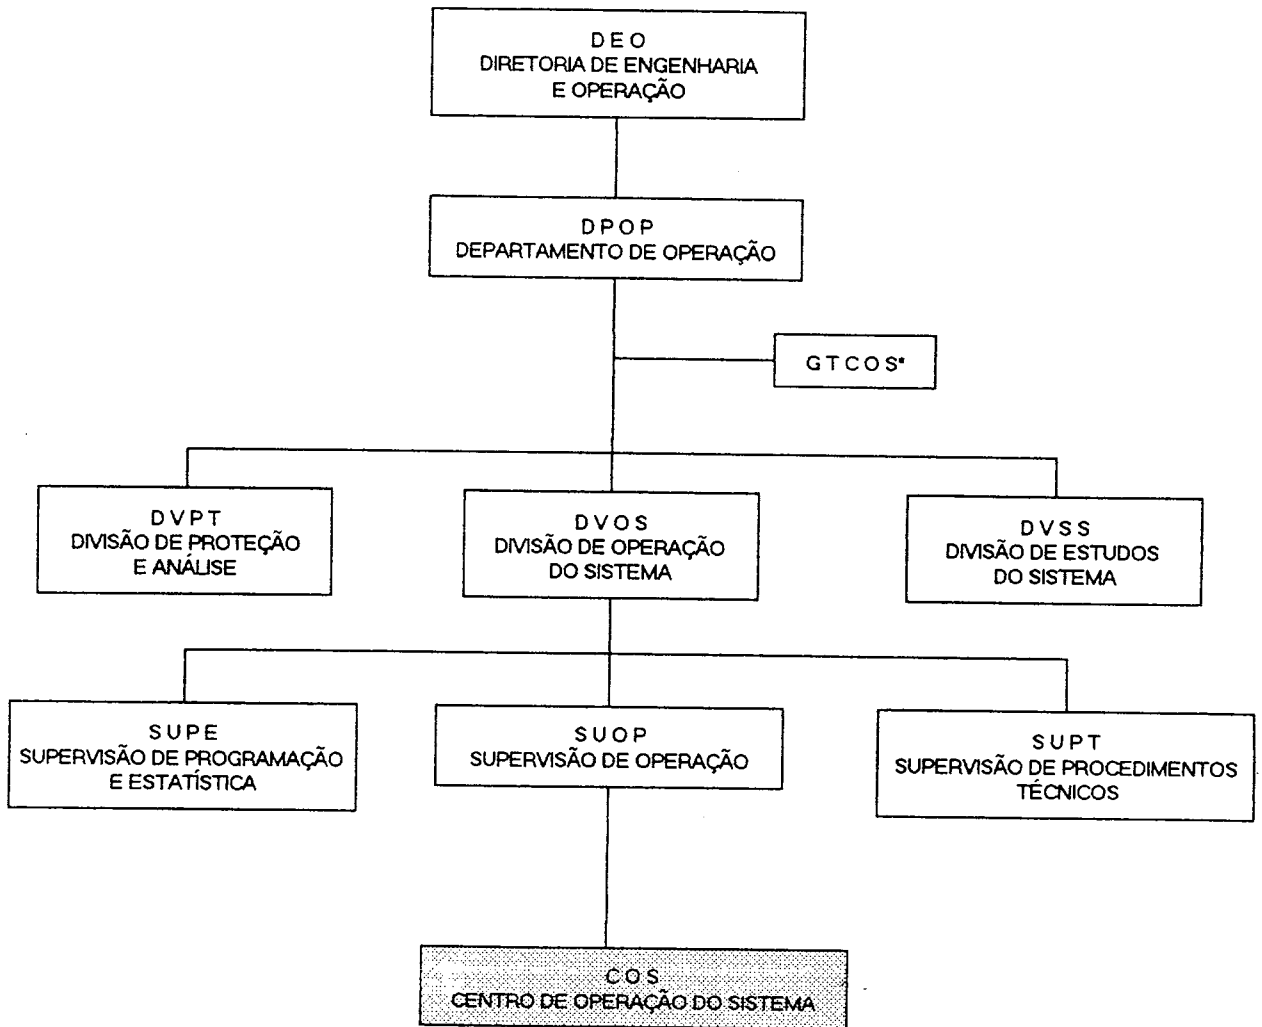 D E O
DIRETORIA DE ENGENHARIA
E OPERAÇÃO
D P O P
DEPARTAMENTO DE OPERAÇÃO
G T C O S*
D V P T
DIVISÃO DE PROTEÇÃO
E ANÁLISE
D V O S
DIVISÃO DE OPERAÇÃO
DO SISTEMA
D V S S
DIVISÃO DE ESTUDOS
DO SISTEMA
S U P E
SUPERVISÃO DE PROGRAMAÇÃO
E ESTATÍSTICA
S U O P
SUPERVISÃO DE OPERAÇÃO
S U P T
SUPERVISÃO DE PROCEDIMENTOS
TÉCNICOS
C O S
CENTRO DE OPERAÇÃO DO SISTEMA